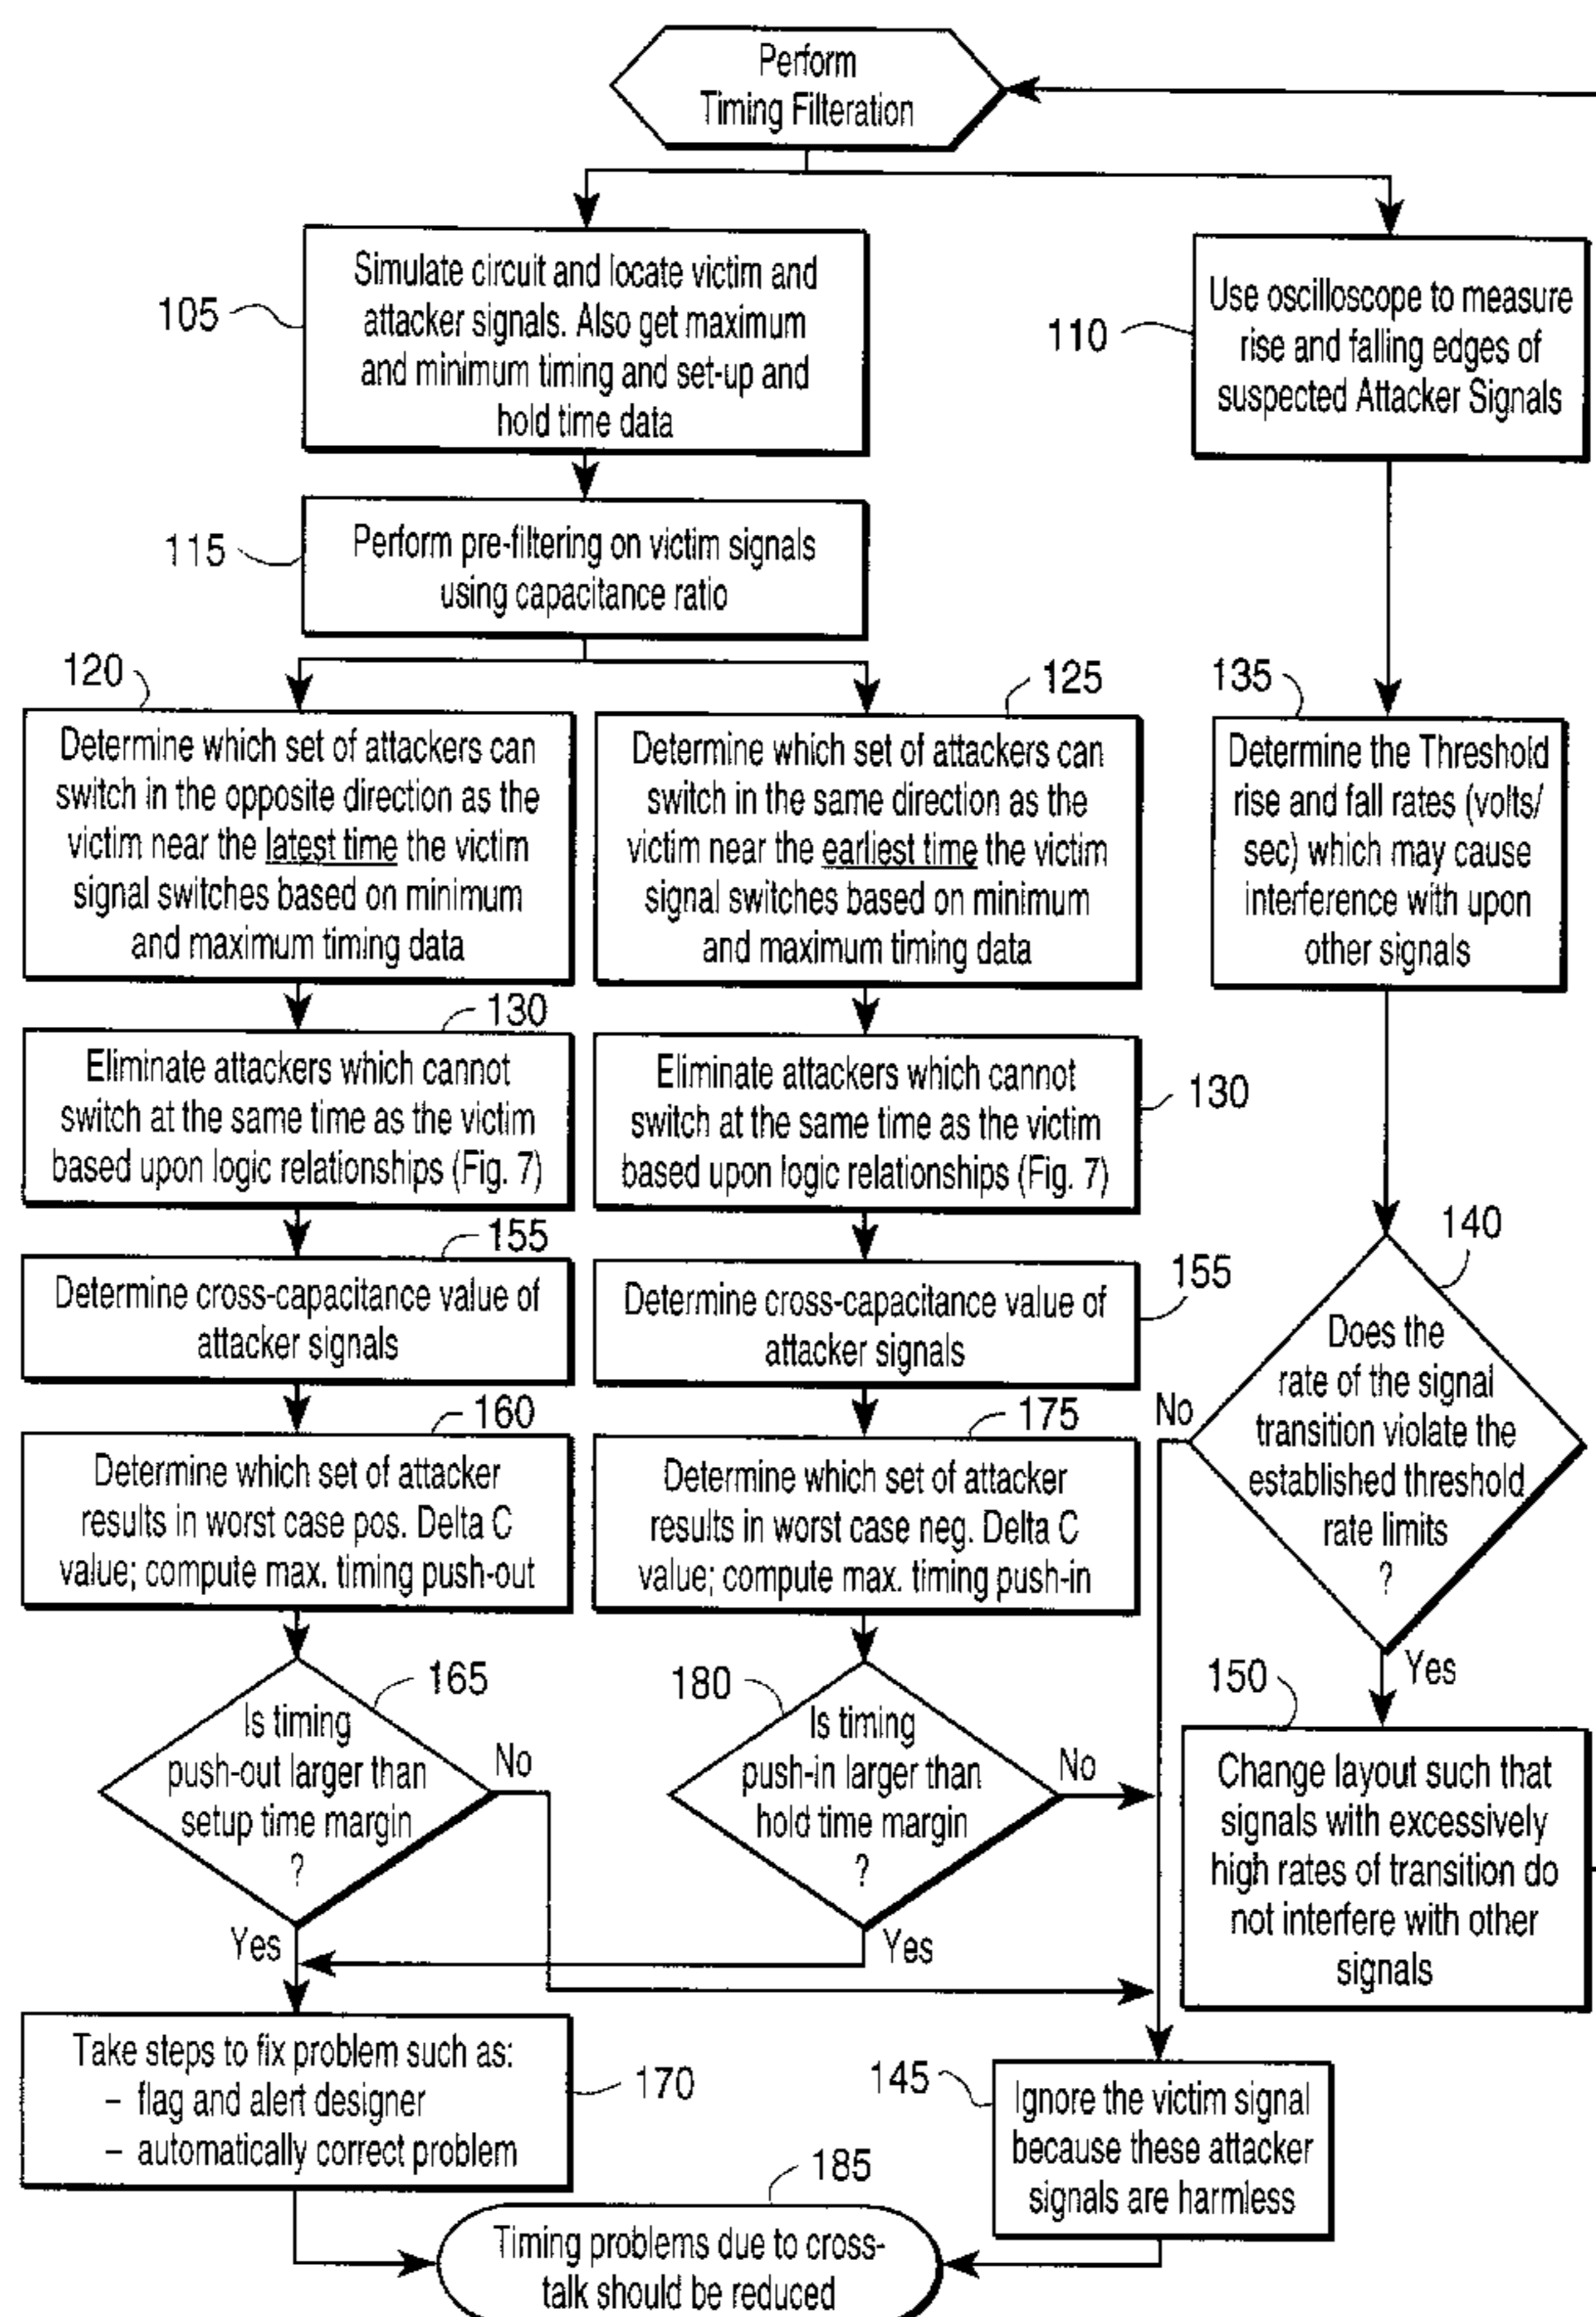 Perform
Timing Filteration
105
Simulate circuit and locate victim and
attacker signals. Also get maximum
and minimum timing and set-up and
hold time data
110
Use oscilloscope to measure
rise and falling edges of
suspected Attacker Signals
115
Perform pre-filtering on victim signals
using capacitance ratio
120
Determine which set of attackers can
switch in the opposite direction as the
victim near the latest time the victim
signal switches based on minimum
and maximum timing data
125
Determine which set of attackers can
switch in the same direction as the
victim near the earliest time the victim
signal switches based on minimum
and maximum timing data
135
Determine the Threshold
rise and fall rates (volts/
sec) which may cause
interference with upon
other signals
130
Eliminate attackers which cannot
switch at the same time as the victim
based upon logic relationships (Fig. 7)
Eliminate attackers which cannot
switch at the same time as the victim
based upon logic relationships (Fig. 7)
130
155
Determine cross-capacitance value of
attacker signals
Determine cross-capacitance value of
attacker signals
155
140
Does the
rate of the signal
transition violate the
established threshold
rate limits
?
No
Yes
160
Determine which set of attacker
results in worst case pos. Delta C
value; compute max. timing push-out
175
Determine which set of attacker
results in worst case neg. Delta C
value; compute max. timing push-in
165
Is timing
push-out larger than
setup time margin
?
No
Yes
180
Is timing
push-in larger than
hold time margin
?
No
Yes
150
Change layout such that
signals with excessively
high rates of transition do
not interfere with other
signals
Take steps to fix problem such as:
– flag and alert designer
– automatically correct problem
170
145
Ignore the victim signal
because these attacker
signals are harmless
185
Timing problems due to cross-
talk should be reduced